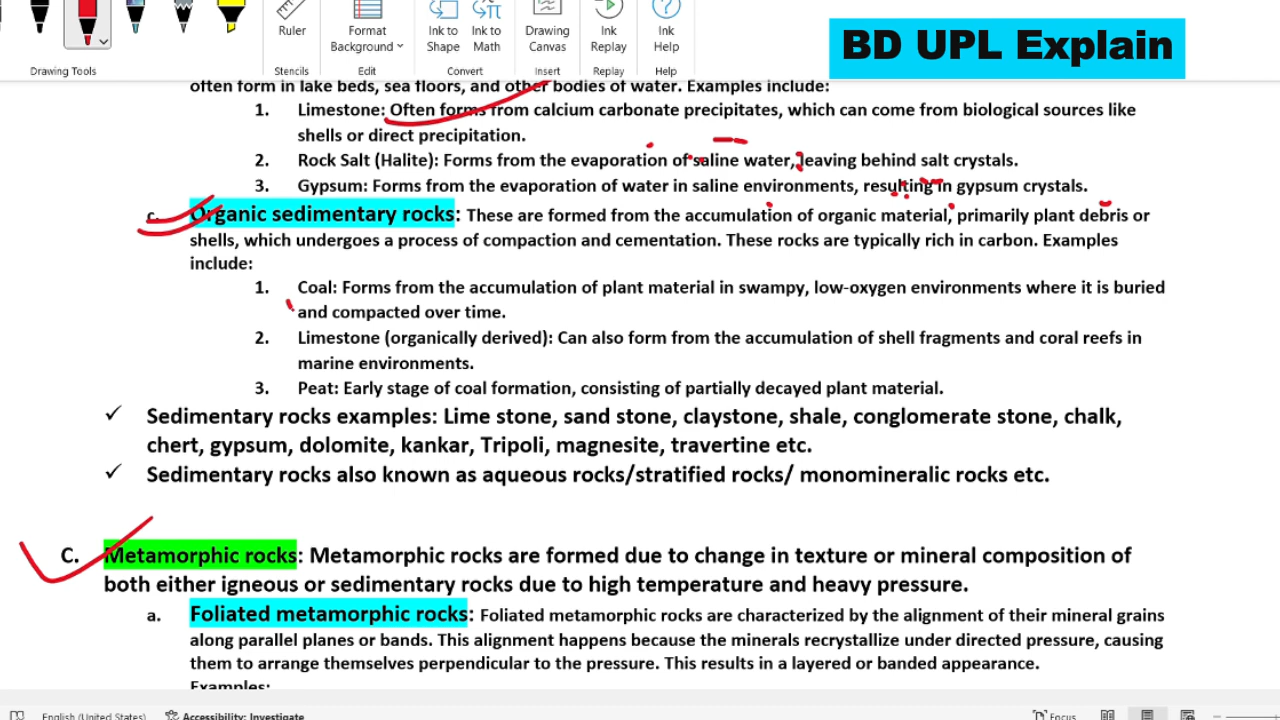 Ruler
Format
Background
Ink to
Shape
Ink to
Math
Drawing
Canvas
Ink
Replay
Ink
Help
Drawing Tools
Stencils
Edit
Convert
Insert
Replay
Help
BD UPL Explain
often form in lake beds, sea floors, and other bodies of water. Examples include:
1. Limestone: Often forms from calcium carbonate precipitates, which can come from biological sources like
shells or direct precipitation.
2. Rock Salt (Halite): Forms from the evaporation of saline water, leaving behind salt crystals.
3. Gypsum: Forms from the evaporation of water in saline environments, resulting in gypsum crystals.
c. Organic sedimentary rocks: These are formed from the accumulation of organic material, primarily plant debris or
shells, which undergoes a process of compaction and cementation. These rocks are typically rich in carbon. Examples
include:
1. Coal: Forms from the accumulation of plant material in swampy, low-oxygen environments where it is buried
and compacted over time.
2. Limestone (organically derived): Can also form from the accumulation of shell fragments and coral reefs in
marine environments.
3. Peat: Early stage of coal formation, consisting of partially decayed plant material.
✓ Sedimentary rocks examples: Lime stone, sand stone, claystone, shale, conglomerate stone, chalk,
chert, gypsum, dolomite, kankar, Tripoli, magnesite, travertine etc.
✓ Sedimentary rocks also known as aqueous rocks/stratified rocks/ monomineralic rocks etc.
C. Metamorphic rocks: Metamorphic rocks are formed due to change in texture or mineral composition of
both either igneous or sedimentary rocks due to high temperature and heavy pressure.
a. Foliated metamorphic rocks: Foliated metamorphic rocks are characterized by the alignment of their mineral grains
along parallel planes or bands. This alignment happens because the minerals recrystallize under directed pressure, causing
them to arrange themselves perpendicular to the pressure. This results in a layered or banded appearance.
Examples:
English (United States)
Accessibility: Investigate
Focus